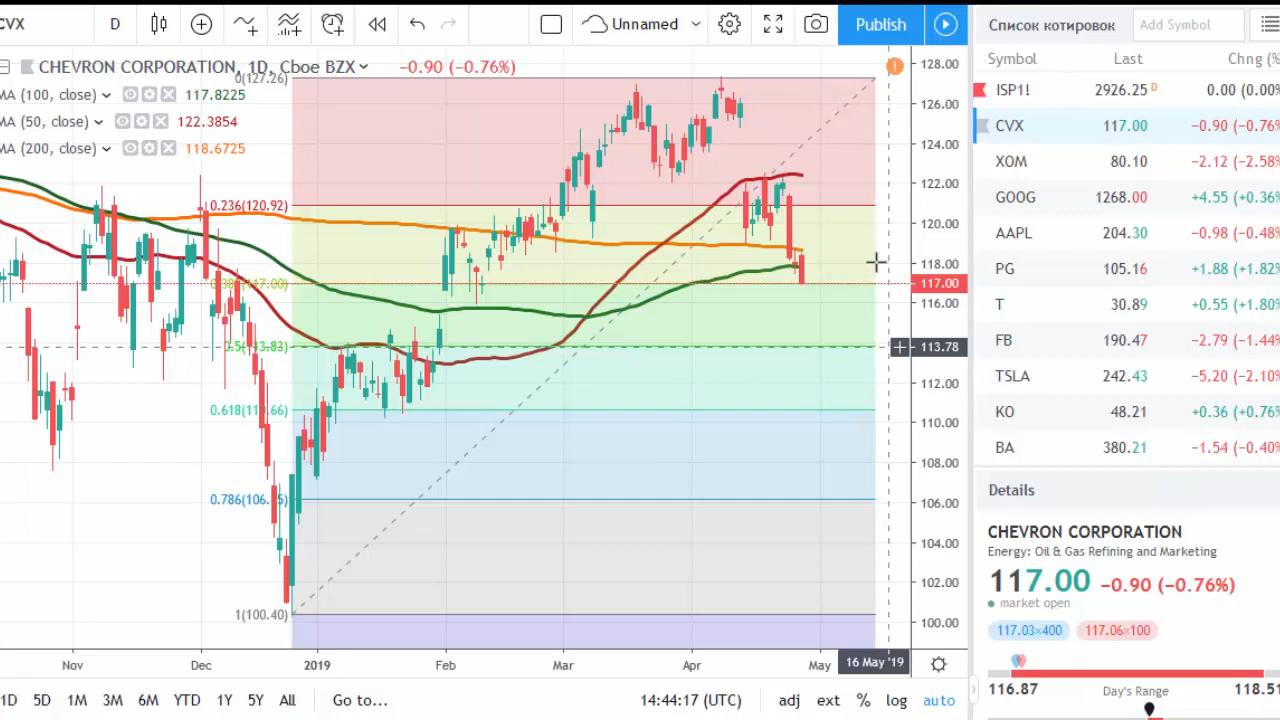 CVX
D
Unnamed
Publish
CHEVRON CORPORATION, 1D, Cboe BZX
−0.90 (−0.76%)
MA (100, close) 117.8225
MA (50, close) 122.3854
MA (200, close) 118.6725
0(127.26)
0.236(120.92)
0.5(113.83)
1(100.40)
128.00
126.00
124.00
122.00
120.00
118.00
117.00
116.00
113.78
112.00
110.00
108.00
106.00
104.00
102.00
100.00
Nov
Dec
2019
Feb
Mar
Apr
May
16 May '19
1D 5D 1M 3M 6M YTD 1Y 5Y All Go to...
14:44:17 (UTC)
adj ext % log auto
Список котировок
Add Symbol
Symbol Last Chng (%
ISP1! 2926.25 D 0.00 (0.00%
CVX 117.00 −0.90 (−0.76%
XOM 80.10 −2.12 (−2.58%
GOOG 1268.00 +4.55 (+0.36%
AAPL 204.30 −0.98 (−0.48%
PG 105.16 +1.88 (+1.82%
T 30.89 +0.55 (+1.80%
FB 190.47 −2.79 (−1.44%
TSLA 242.43 −5.20 (−2.10%
KO 48.21 +0.36 (+0.76%
BA 380.21 −1.54 (−0.40%
Details
CHEVRON CORPORATION
Energy: Oil & Gas Refining and Marketing
117.00 −0.90 (−0.76%)
market open
117.03×400 117.06×100
116.87 Day's Range 118.51